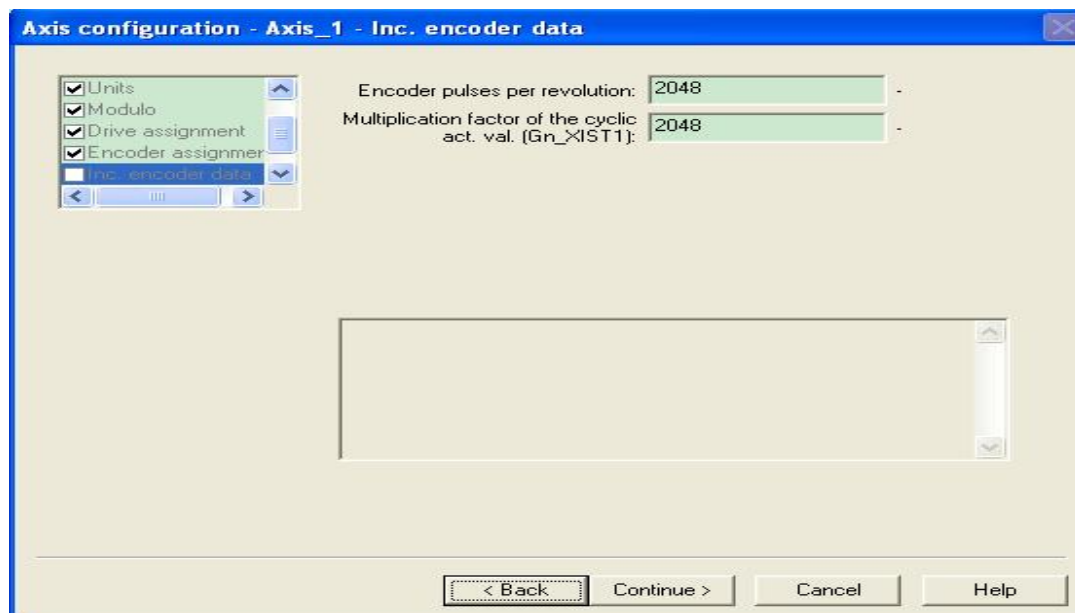 Axis configuration - Axis_1 - Inc. encoder data
Units
Modulo
Drive assignment
Encoder assignmer
Inc. encoder data
Encoder pulses per revolution: 2048 -
Multiplication factor of the cyclic
act. val. (Gn_XIST1): 2048 -
< Back
Continue >
Cancel
Help